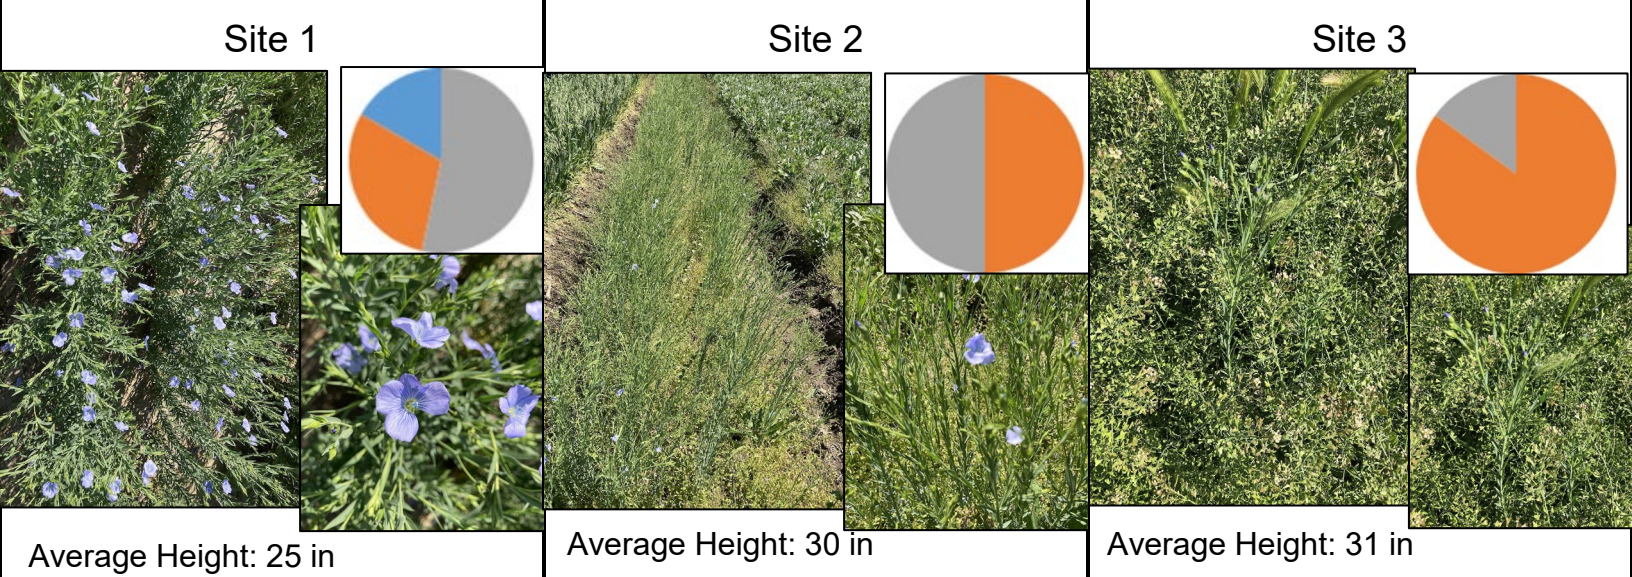 Site 1
Site 2
Site 3
Average Height: 25 in
Average Height: 30 in
Average Height: 31 in